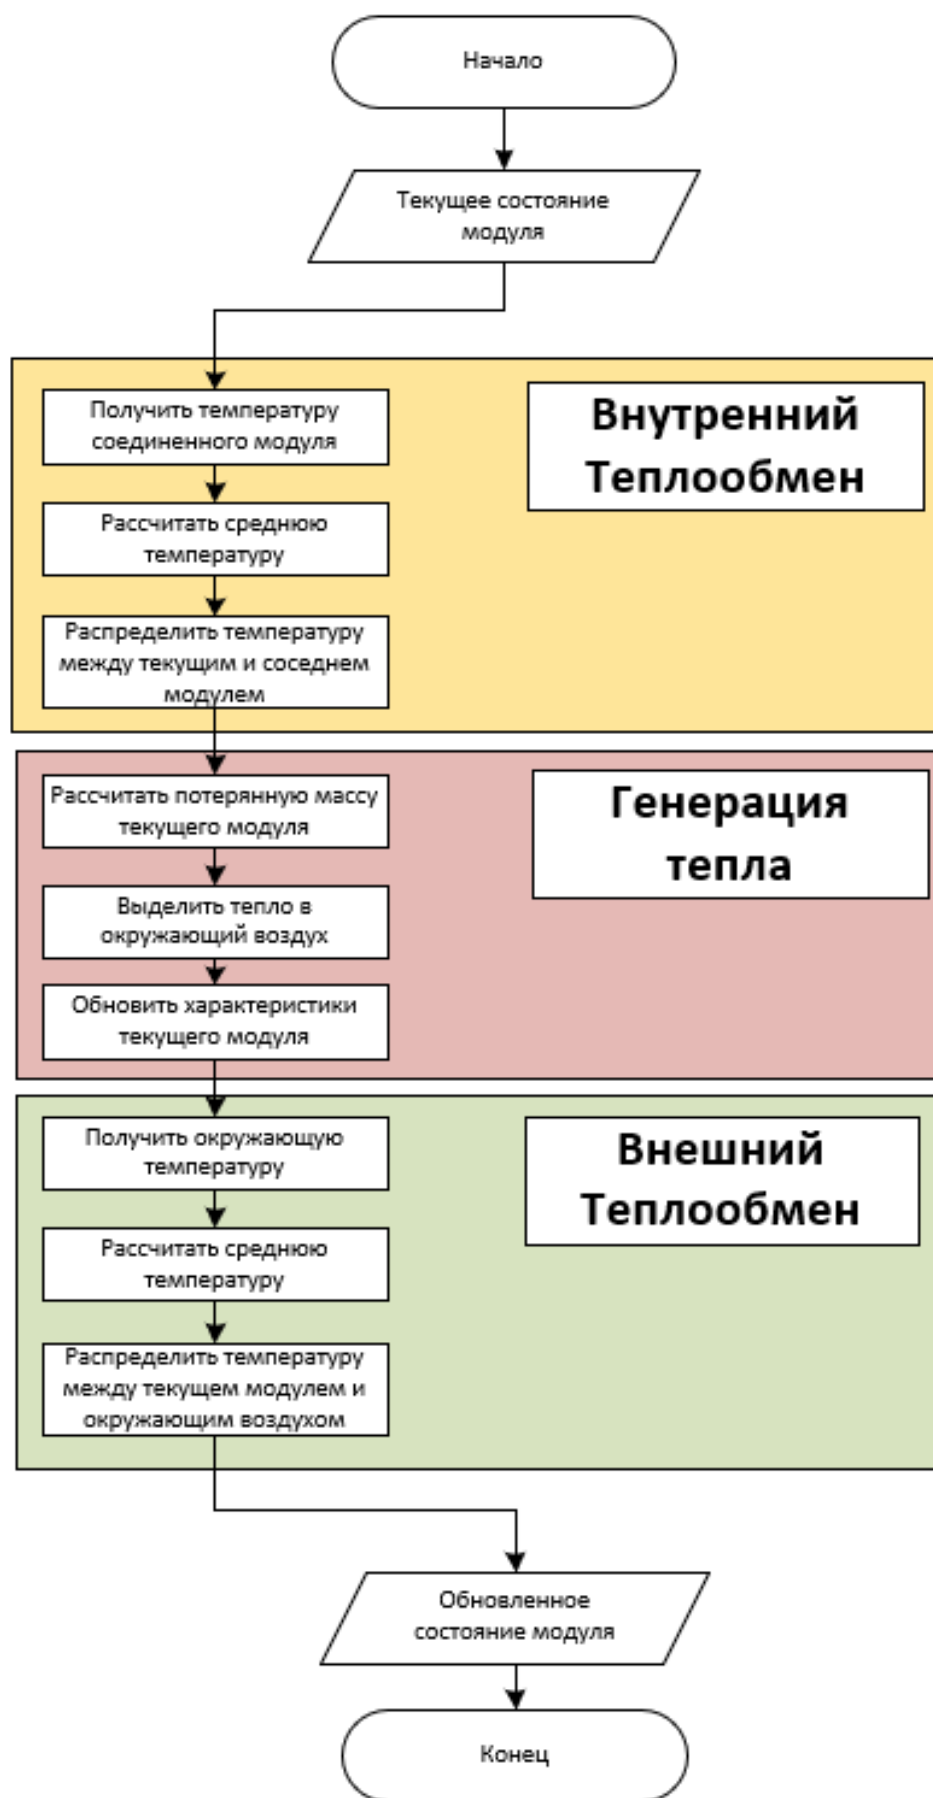 Начало
Текущее состояние
модуля
Получить температуру
соединенного модуля
Внутренний
Теплообмен
Рассчитать среднюю
температуру
Распределить температуру
между текущим и соседнем
модулем
Рассчитать потерянную массу
текущего модуля
Генерация
тепла
Выделить тепло в
окружающий воздух
Обновить характеристики
текущего модуля
Получить окружающую
температуру
Внешний
Теплообмен
Рассчитать среднюю
температуру
Распределить температуру
между текущем модулем и
окружающим воздухом
Обновленное
состояние модуля
Конец